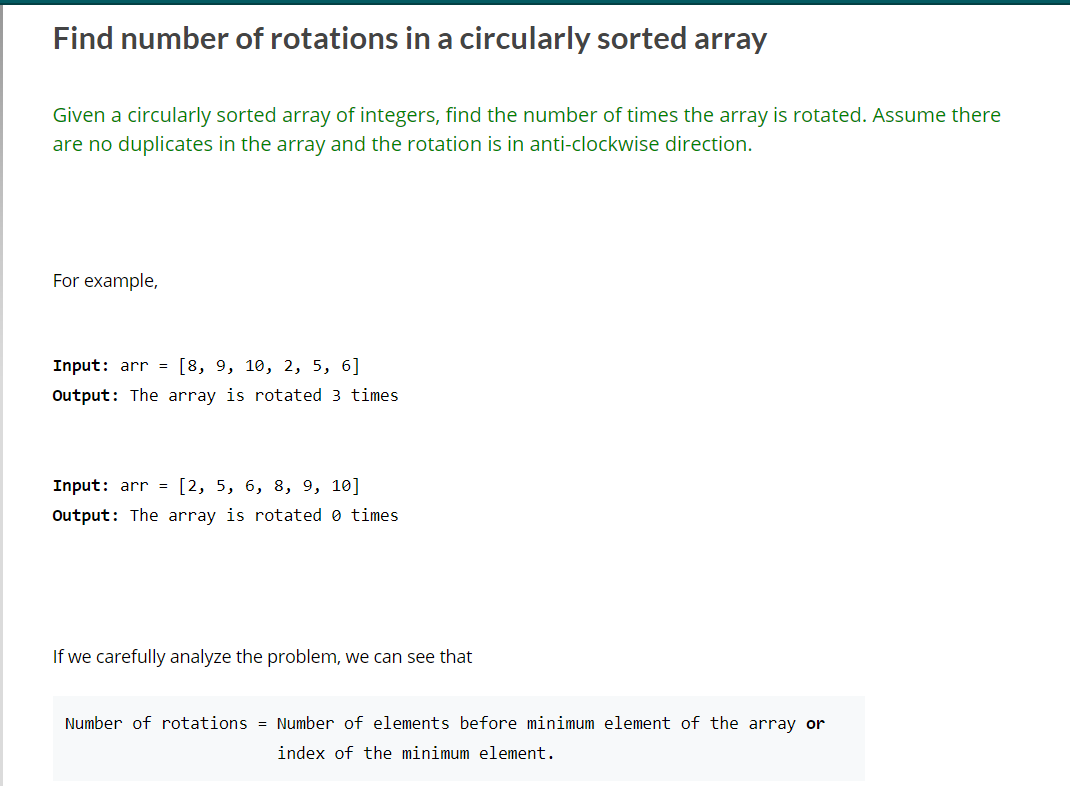 Find number of rotations in a circularly sorted array
Given a circularly sorted array of integers, find the number of times the array is rotated. Assume there
are no duplicates in the array and the rotation is in anti-clockwise direction.
For example,
Input: arr = [8, 9, 10, 2, 5, 6]
Output: The array is rotated 3 times
Input: arr = [2, 5, 6, 8, 9, 10]
Output: The array is rotated 0 times
If we carefully analyze the problem, we can see that
Number of rotations = Number of elements before minimum element of the array or
index of the minimum element.